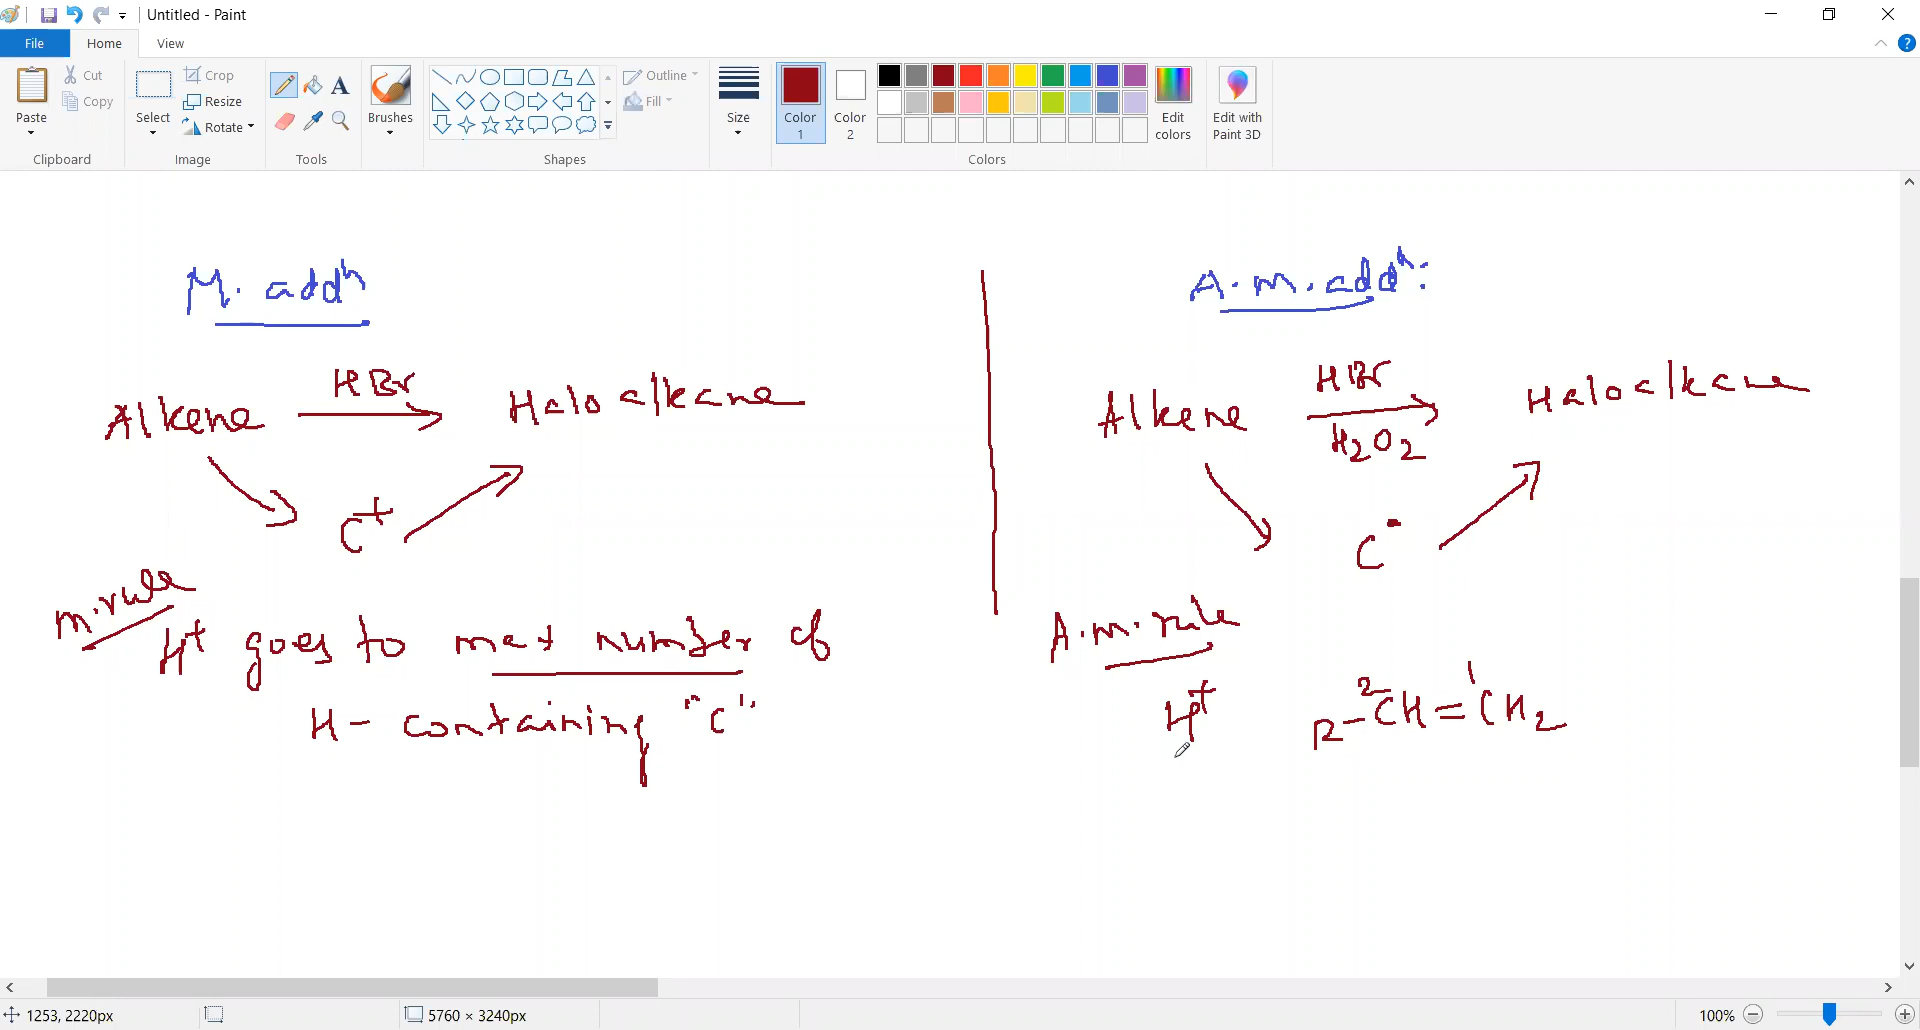 Untitled - Paint
File
Home
View
Paste
Cut
Copy
Clipboard
Select
Crop
Resize
Rotate
Image
Tools
Brushes
Shapes
Outline
Fill
Size
Color 1
Color 2
Colors
Edit colors
Edit with Paint 3D
M. addⁿ
Alkene
HBr
Haloalkane
C⁺
M.rule
H⁺ goes to max number of
H- containing "C"
A.M.addⁿ:
Alkene
HBr
H₂O₂
Haloalkane
C•
A.M.rule
H⁺
R-²CH=¹CH₂
1253, 2220px
5760 × 3240px
100%